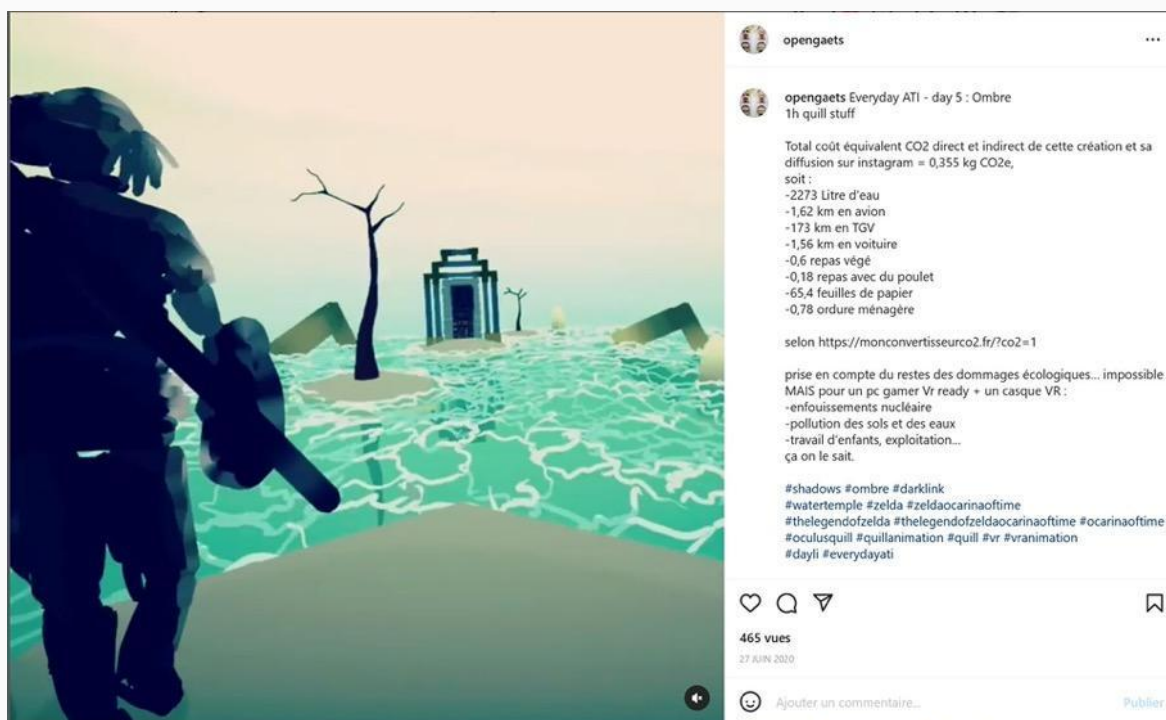 opengaets
opengaets Everyday ATI - day 5 : Ombre
1h quill stuff
Total coût équivalent CO2 direct et indirect de cette création et sa
diffusion sur instagram = 0,355 kg CO2e,
soit :
-2273 Litre d'eau
-1,62 km en avion
-173 km en TGV
-1,56 km en voituire
-0,6 repas végé
-0,18 repas avec du poulet
-65,4 feuilles de papier
-0,78 ordure ménagère
selon https://monconvertisseurco2.fr/?co2=1
prise en compte du restes des dommages écologiques... impossible
MAIS pour un pc gamer Vr ready + un casque VR :
-enfouissements nucléaire
-pollution des sols et des eaux
-travail d'enfants, exploitation...
ça on le sait.
#shadows #ombre #darklink
#watertemple #zelda #zeldaocarinaoftime
#thelegendofzelda #thelegendofzeldaocarinaoftime #ocarinaoftime
#oculusquill #quillanimation #quill #vr #vranimation
#dayli #everydayati
465 vues
27 JUIN 2020
Ajouter un commentaire...
Publier